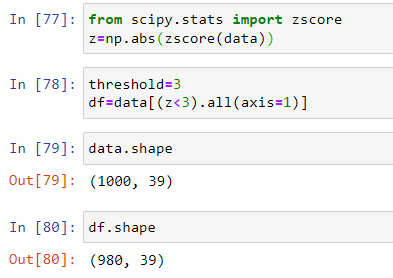 In [77]: from scipy.stats import zscore
z=np.abs(zscore(data))
In [78]: threshold=3
df=data[(z<3).all(axis=1)]
In [79]: data.shape
Out[79]: (1000, 39)
In [80]: df.shape
Out[80]: (980, 39)